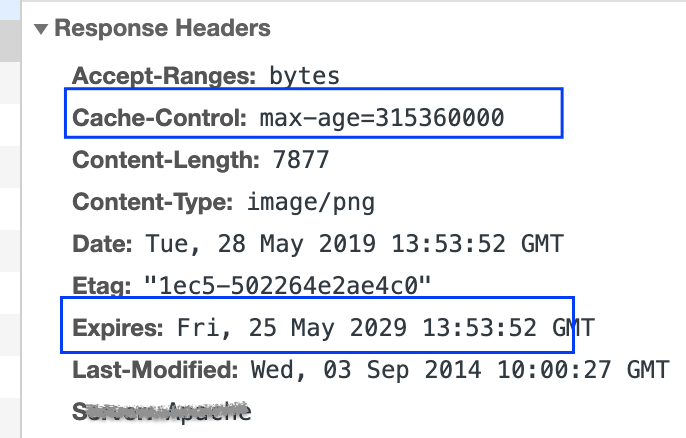 Response Headers
Accept-Ranges: bytes
Cache-Control: max-age=315360000
Content-Length: 7877
Content-Type: image/png
Date: Tue, 28 May 2019 13:53:52 GMT
Etag: "1ec5-502264e2ae4c0"
Expires: Fri, 25 May 2029 13:53:52 GMT
Last-Modified: Wed, 03 Sep 2014 10:00:27 GMT
Server: Apache